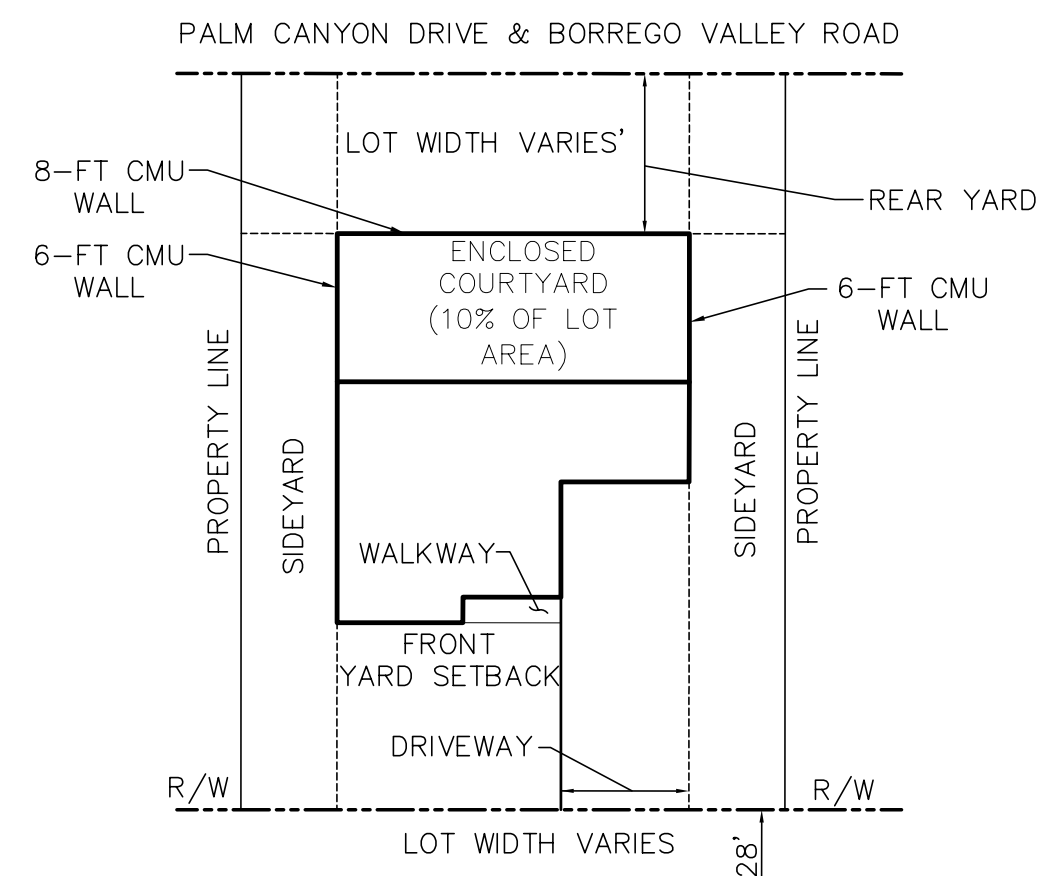 PALM CANYON DRIVE & BORREGO VALLEY ROAD
LOT WIDTH VARIES'
8-FT CMU
WALL
REAR YARD
6-FT CMU
WALL
ENCLOSED
COURTYARD
(10% OF LOT
AREA)
6-FT CMU
WALL
PROPERTY LINE
SIDEYARD
SIDEYARD
PROPERTY LINE
WALKWAY
FRONT
YARD SETBACK
DRIVEWAY
R/W
R/W
LOT WIDTH VARIES
28'